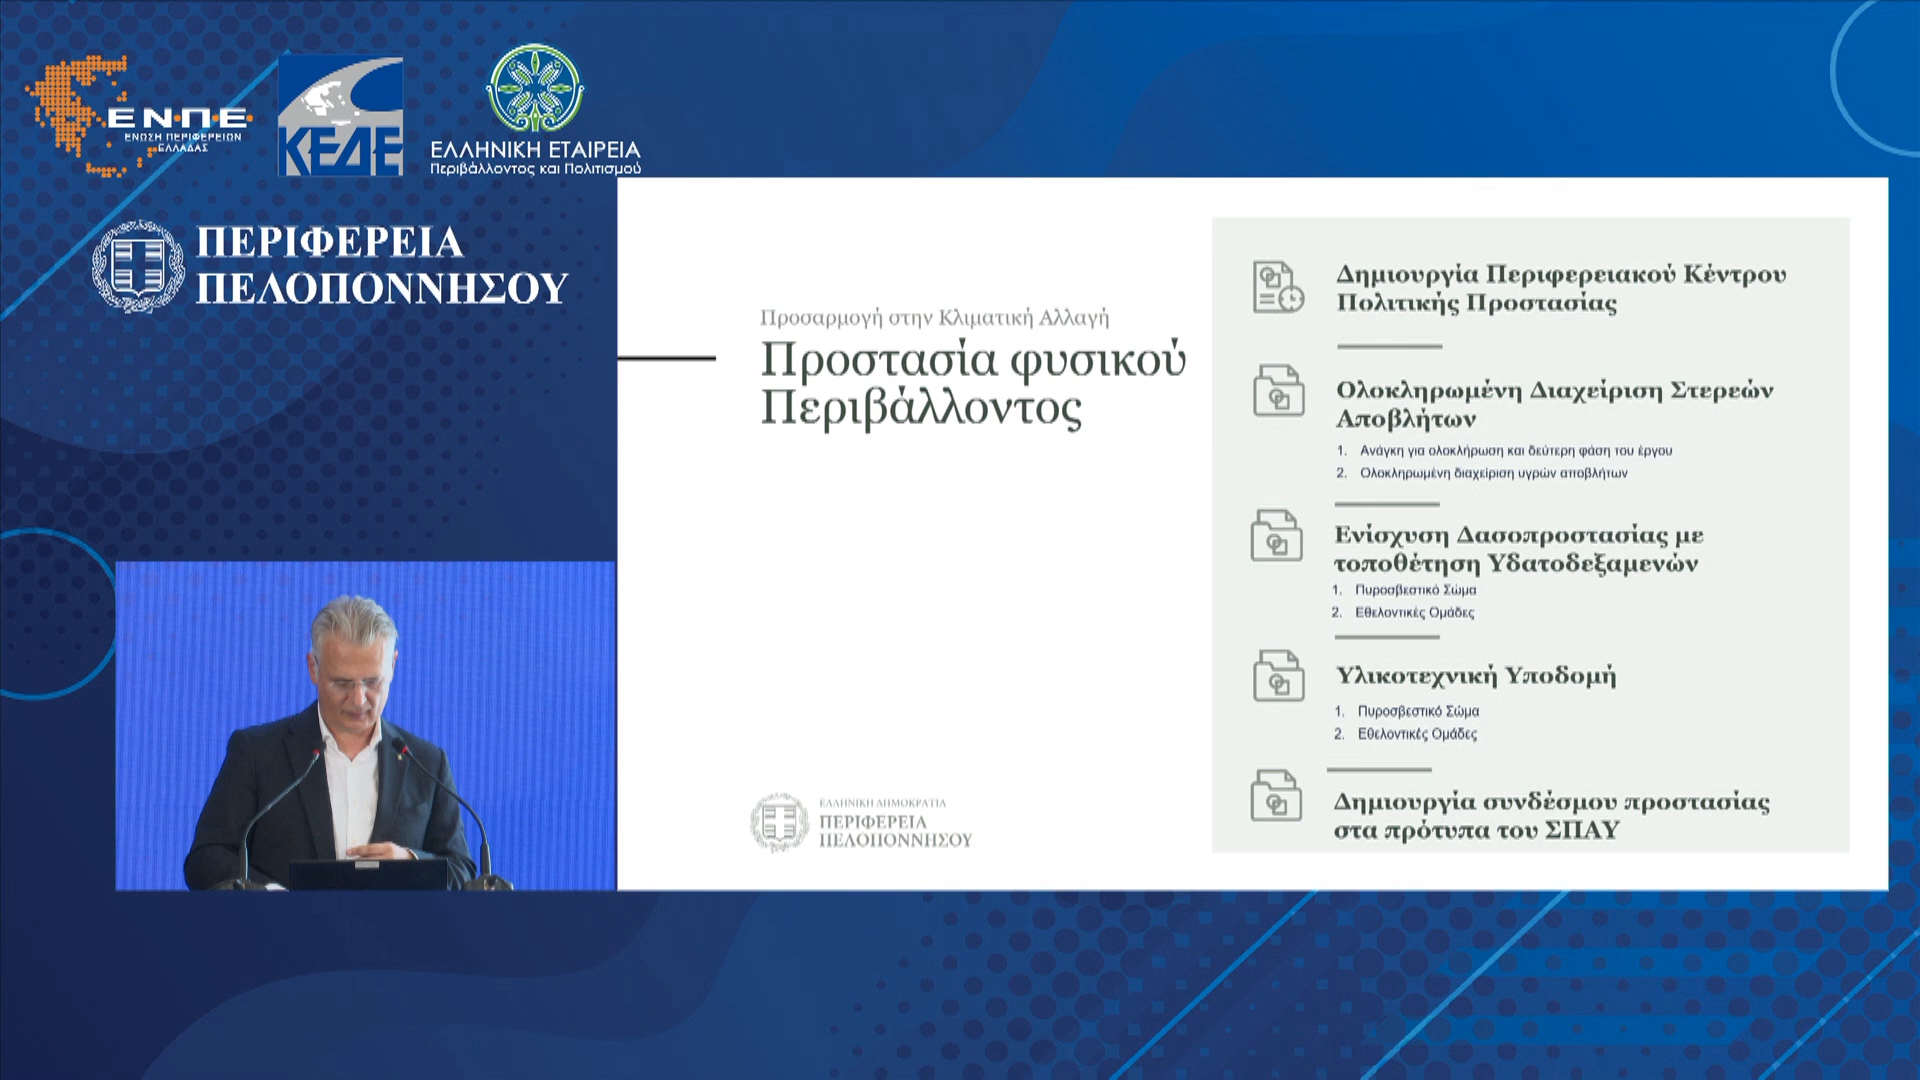 ΕΝΠΕ
ΕΝΩΣΗ ΠΕΡΙΦΕΡΕΙΩΝ
ΕΛΛΑΔΑΣ
ΚΕΔΕ
ΕΛΛΗΝΙΚΗ ΕΤΑΙΡΕΙΑ
Περιβάλλοντος και Πολιτισμού
ΠΕΡΙΦΕΡΕΙΑ
ΠΕΛΟΠΟΝΝΗΣΟΥ
Προσαρμογή στην Κλιματική Αλλαγή
Προστασία φυσικού
Περιβάλλοντος
ΕΛΛΗΝΙΚΗ ΔΗΜΟΚΡΑΤΙΑ
ΠΕΡΙΦΕΡΕΙΑ
ΠΕΛΟΠΟΝΝΗΣΟΥ
Δημιουργία Περιφερειακού Κέντρου
Πολιτικής Προστασίας
Ολοκληρωμένη Διαχείριση Στερεών
Αποβλήτων
1. Ανάγκη για ολοκλήρωση και δεύτερη φάση του έργου
2. Ολοκληρωμένη διαχείριση υγρών αποβλήτων
Ενίσχυση Δασοπροστασίας με
τοποθέτηση Υδατοδεξαμενών
1. Πυροσβεστικό Σώμα
2. Εθελοντικές Ομάδες
Υλικοτεχνική Υποδομή
1. Πυροσβεστικό Σώμα
2. Εθελοντικές Ομάδες
Δημιουργία συνδέσμου προστασίας
στα πρότυπα του ΣΠΑΥ